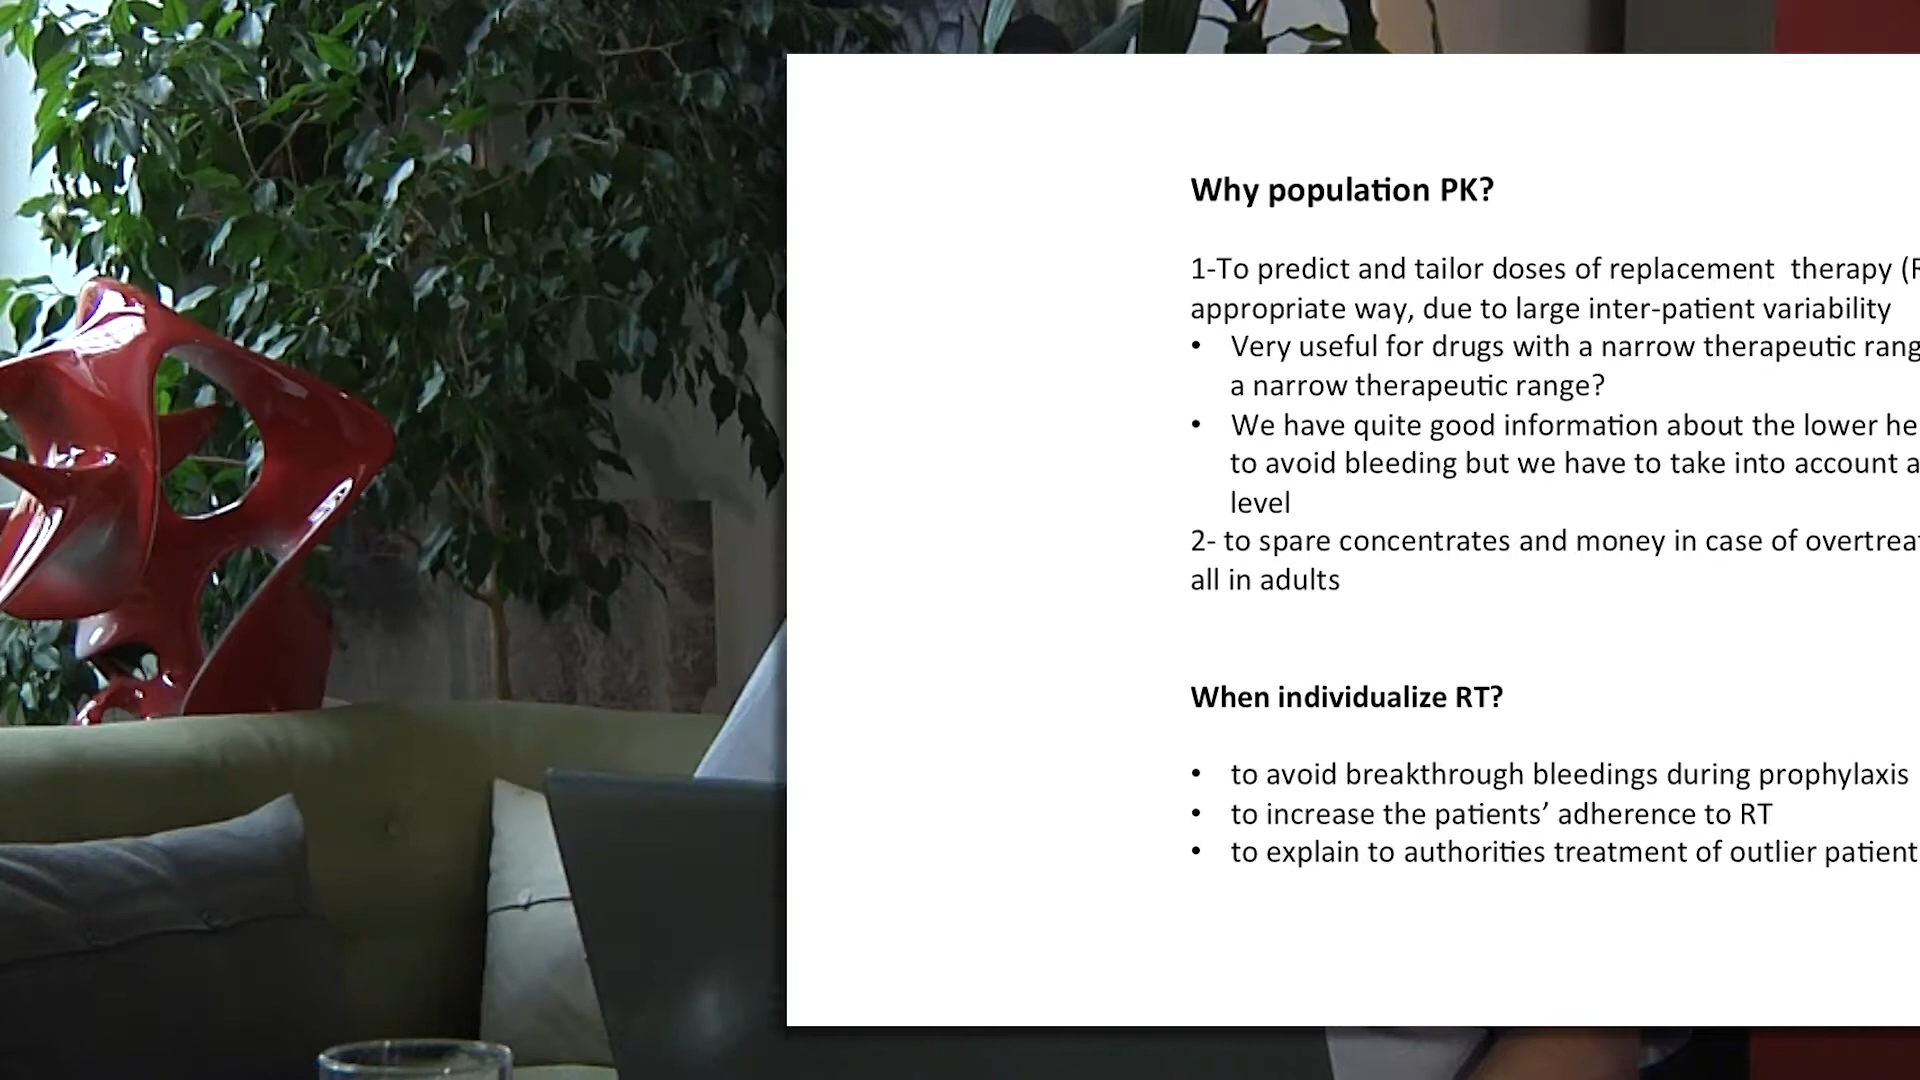 Why population PK?
1-To predict and tailor doses of replacement therapy (
appropriate way, due to large inter-patient variability
• Very useful for drugs with a narrow therapeutic
a narrow therapeutic range?
• We have quite good information about the lower
to avoid bleeding but we have to take into account
level
2- to spare concentrates and money in case of
all in adults
When individualize RT?
• to avoid breakthrough bleedings during prophylaxis
• to increase the patients’ adherence to RT
• to explain to authorities treatment of outlier